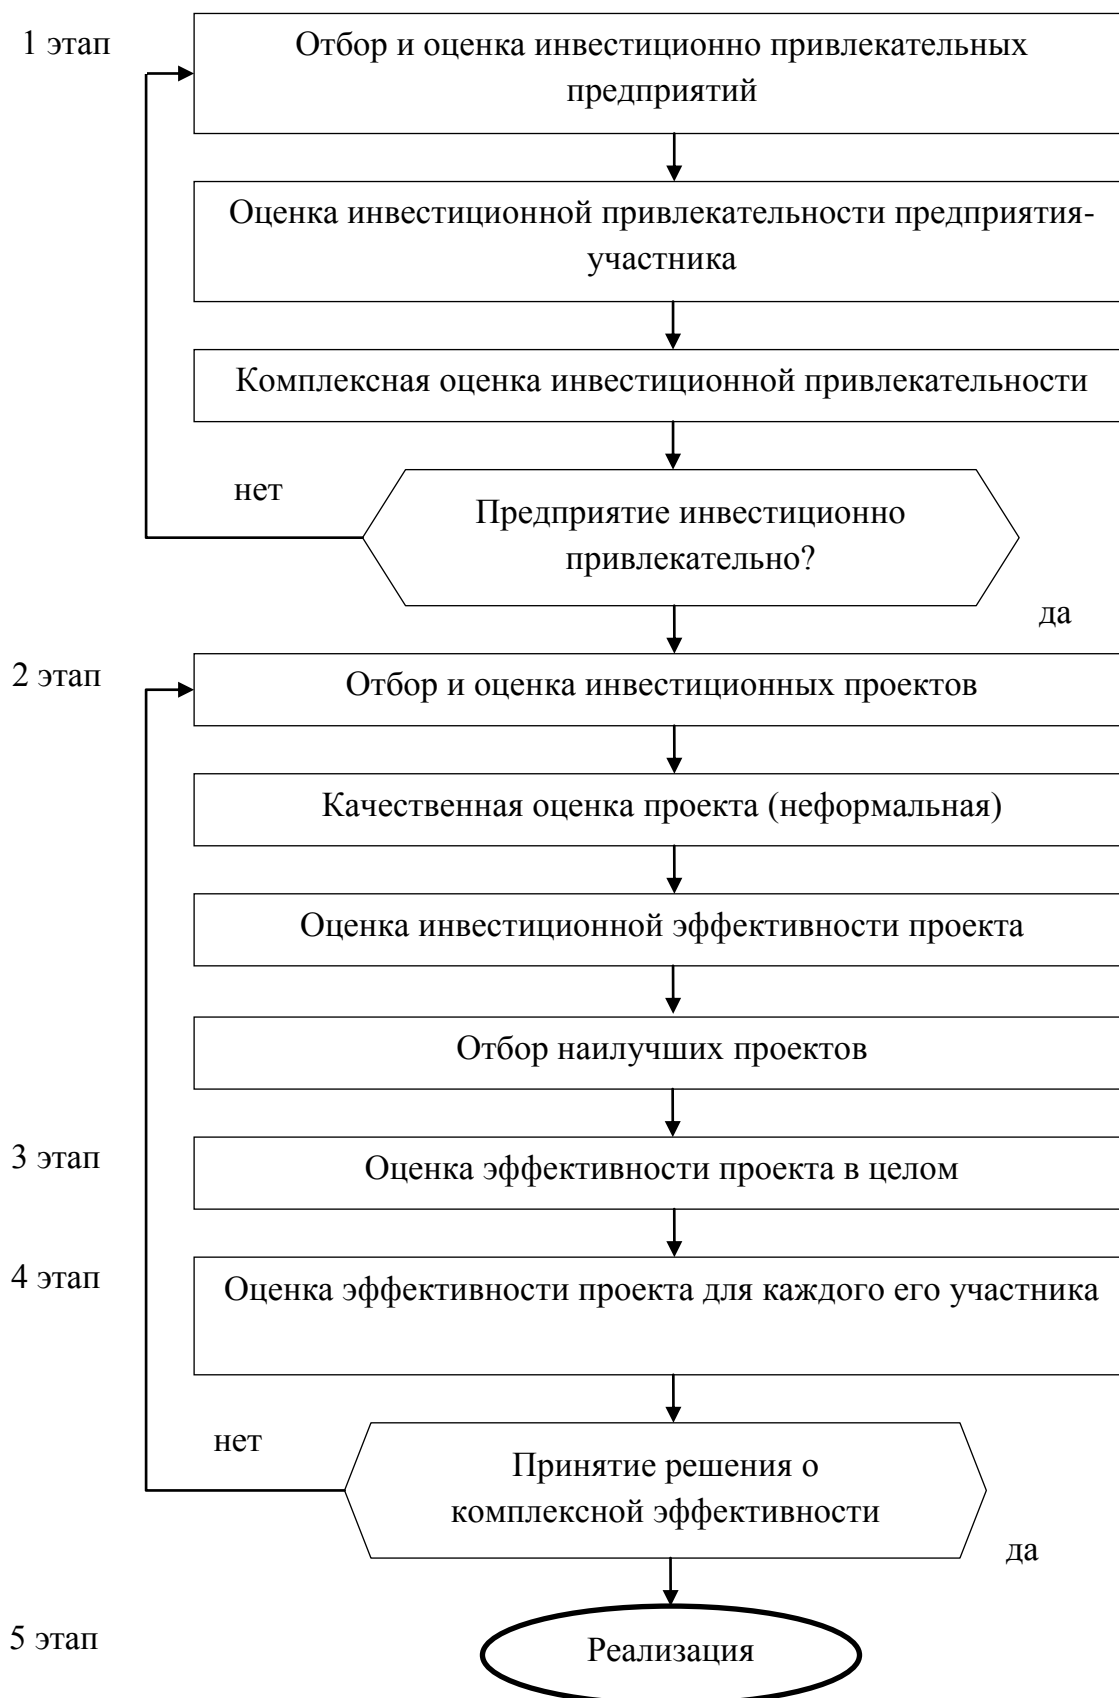 1 этап
Отбор и оценка инвестиционно привлекательных
предприятий
Оценка инвестиционной привлекательности предприятия-
участника
Комплексная оценка инвестиционной привлекательности
нет
Предприятие инвестиционно
привлекательно?
да
2 этап
Отбор и оценка инвестиционных проектов
Качественная оценка проекта (неформальная)
Оценка инвестиционной эффективности проекта
Отбор наилучших проектов
3 этап
Оценка эффективности проекта в целом
4 этап
Оценка эффективности проекта для каждого его участника
нет
Принятие решения о
комплексной эффективности
да
5 этап
Реализация